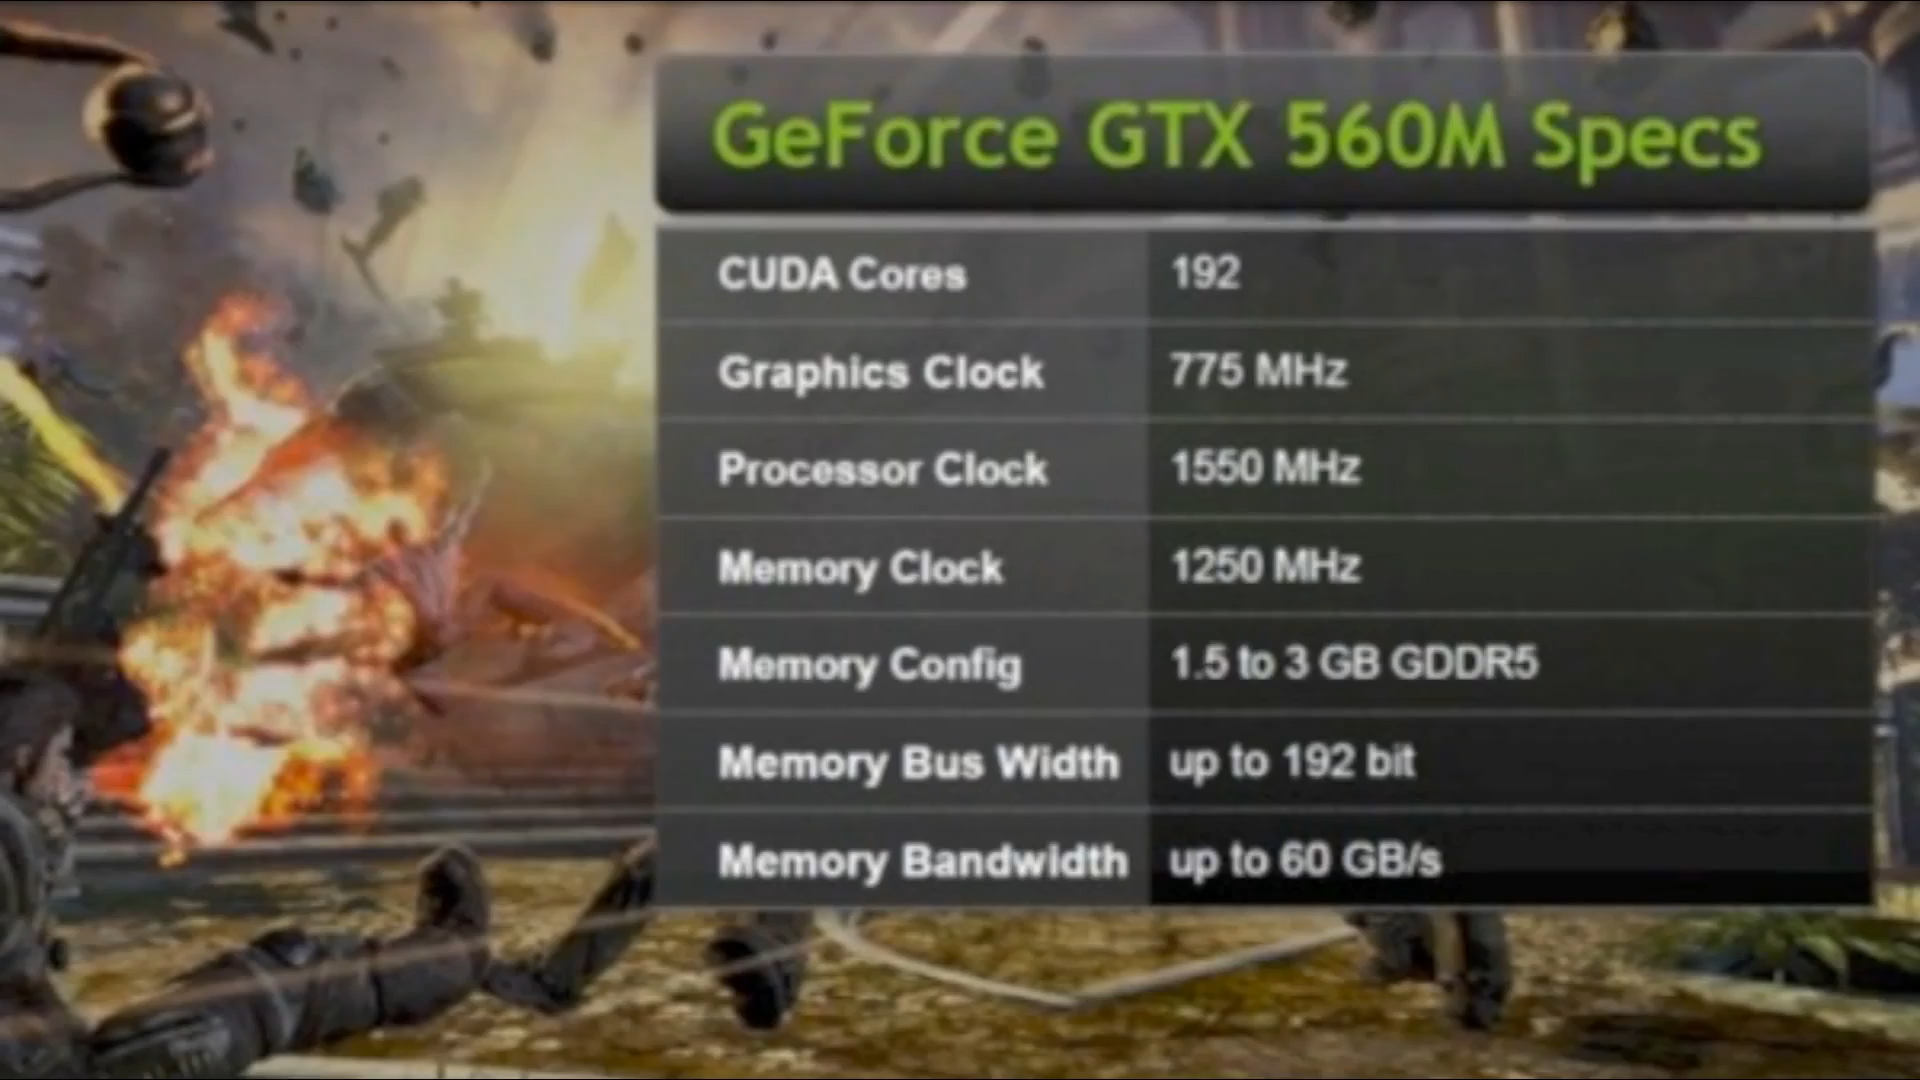 GeForce GTX 560M Specs
CUDA Cores 192
Graphics Clock 775 MHz
Processor Clock 1550 MHz
Memory Clock 1250 MHz
Memory Config 1.5 to 3 GB GDDR5
Memory Bus Width up to 192 bit
Memory Bandwidth up to 60 GB/s